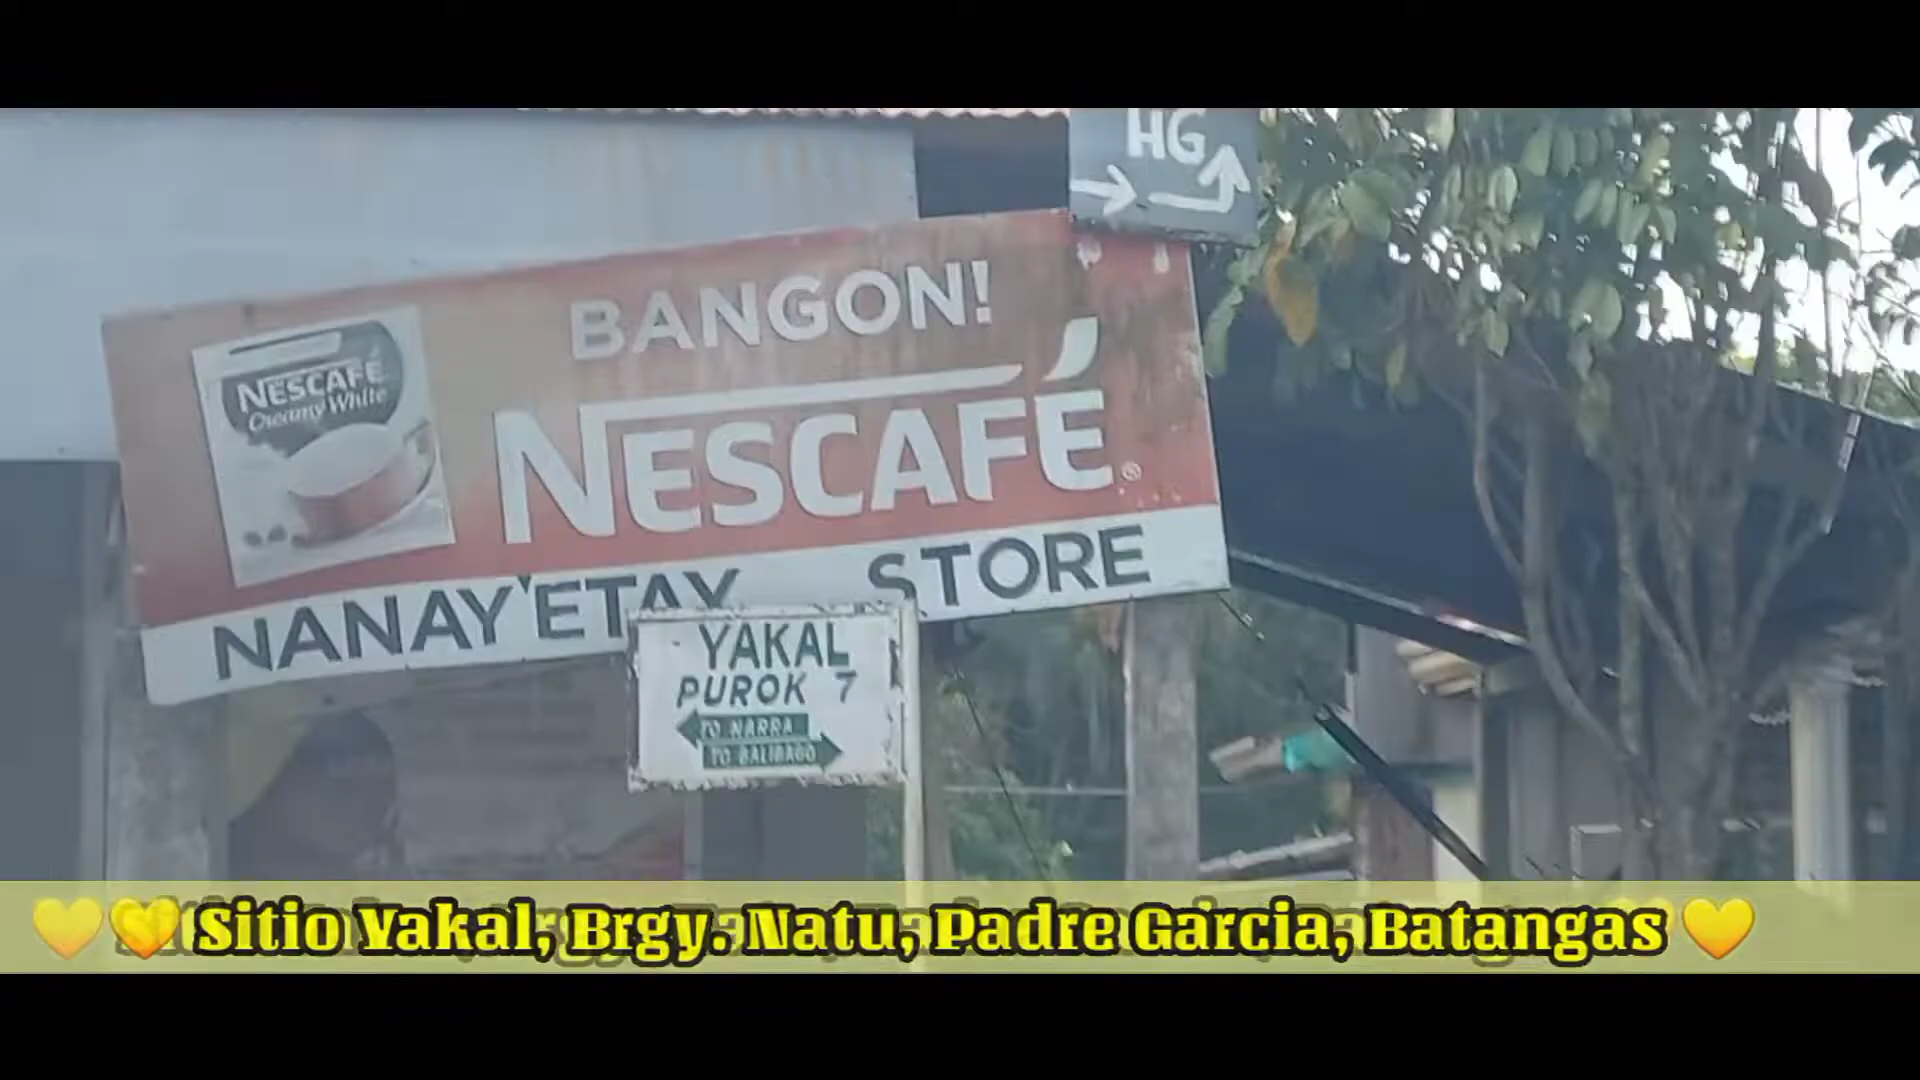 HG
BANGON!
NESCAFÉ
Creamy White
NESCAFÉ®
NANAY'ETAY STORE
YAKAL
PUROK 7
TO NARRA
TO BALIBAGO
💛💛 Sitio Yakal, Brgy. Natu, Padre Garcia, Batangas 💛